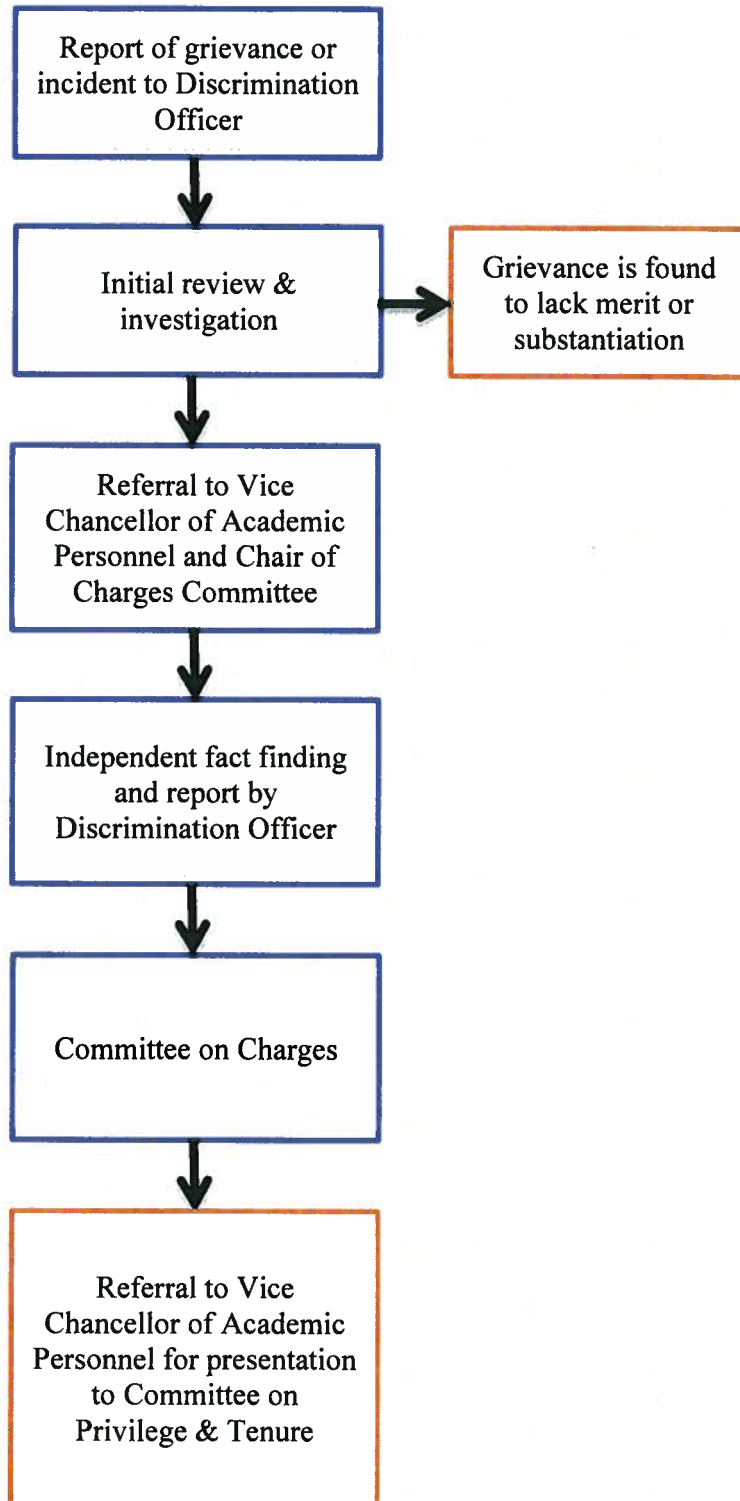 Report of grievance or
incident to Discrimination
Officer
Initial review &
investigation
Grievance is found
to lack merit or
substantiation
Referral to Vice
Chancellor of Academic
Personnel and Chair of
Charges Committee
Independent fact finding
and report by
Discrimination Officer
Committee on Charges
Referral to Vice
Chancellor of Academic
Personnel for presentation
to Committee on
Privilege & Tenure